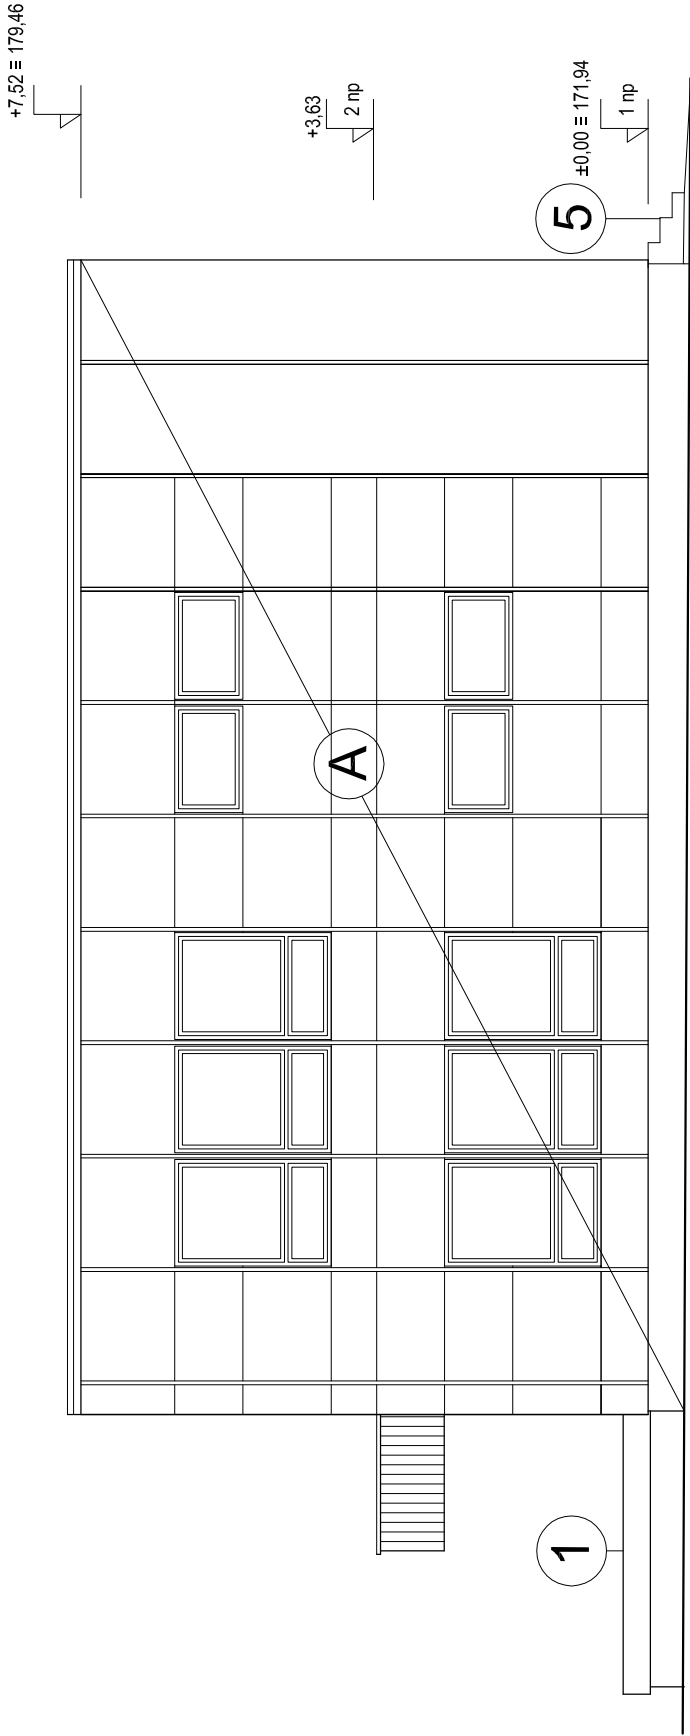 +7,52 = 179,46
+3,63
2 np
±0,00 = 171,94
1 np
5
A
1